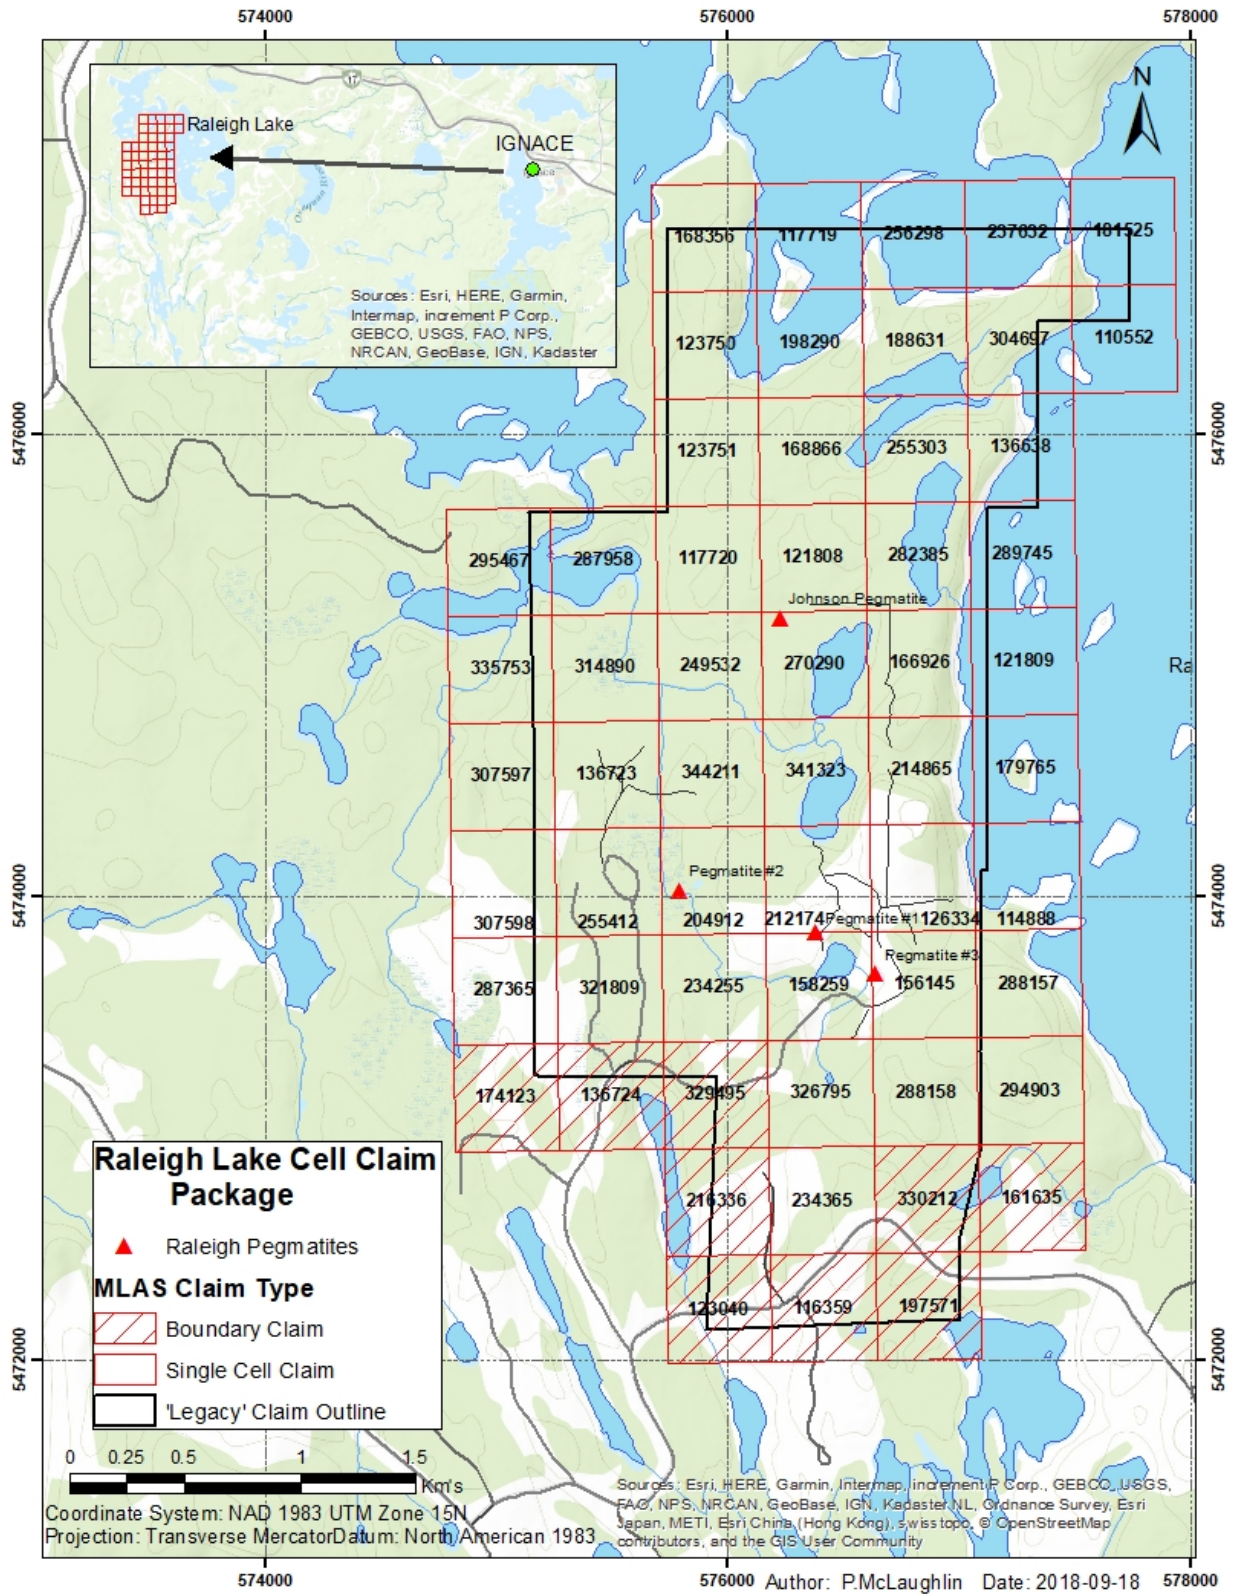 574000 576000 578000
N
17
Raleigh Lake
IGNACE
Sources: Esri, HERE, Garmin,
Intermap, increment P Corp.,
GEBCO, USGS, FAO, NPS,
NRCAN, GeoBase, IGN, Kadaster
168356 117719 256298 237632 181525
123750 198290 188631 304697 110552
5476000 5476000
123751 168866 255303 136638
295467 287958 117720 121808 282385 289745
Johnson Pegmatite
335753 314890 249532 270290 166926 121809
Ra
307597 136723 344211 341323 214865 179765
Pegmatite #2
5474000 5474000
307598 255412 204912 212174 Pegmatite #1 126334 114888
Pegmatite #3
287365 321809 234255 158259 156145 288157
174123 136724 329495 326795 288158 294903
216336 234365 330212 161635
123040 116359 197571
5472000 5472000
Raleigh Lake Cell Claim
Package
Raleigh Pegmatites
MLAS Claim Type
Boundary Claim
Single Cell Claim
'Legacy' Claim Outline
0 0.25 0.5 1 1.5
Km's
Coordinate System: NAD 1983 UTM Zone 15N
Projection: Transverse MercatorDatum: North American 1983
Sources: Esri, HERE, Garmin, Intermap, increment P Corp., GEBCO, USGS,
FAO, NPS, NRCAN, GeoBase, IGN, Kadaster NL, Ordnance Survey, Esri
Japan, METI, Esri China (Hong Kong), swisstopo, © OpenStreetMap
contributors, and the GIS User Community
574000 576000 578000
Author: P.McLaughlin Date: 2018-09-18